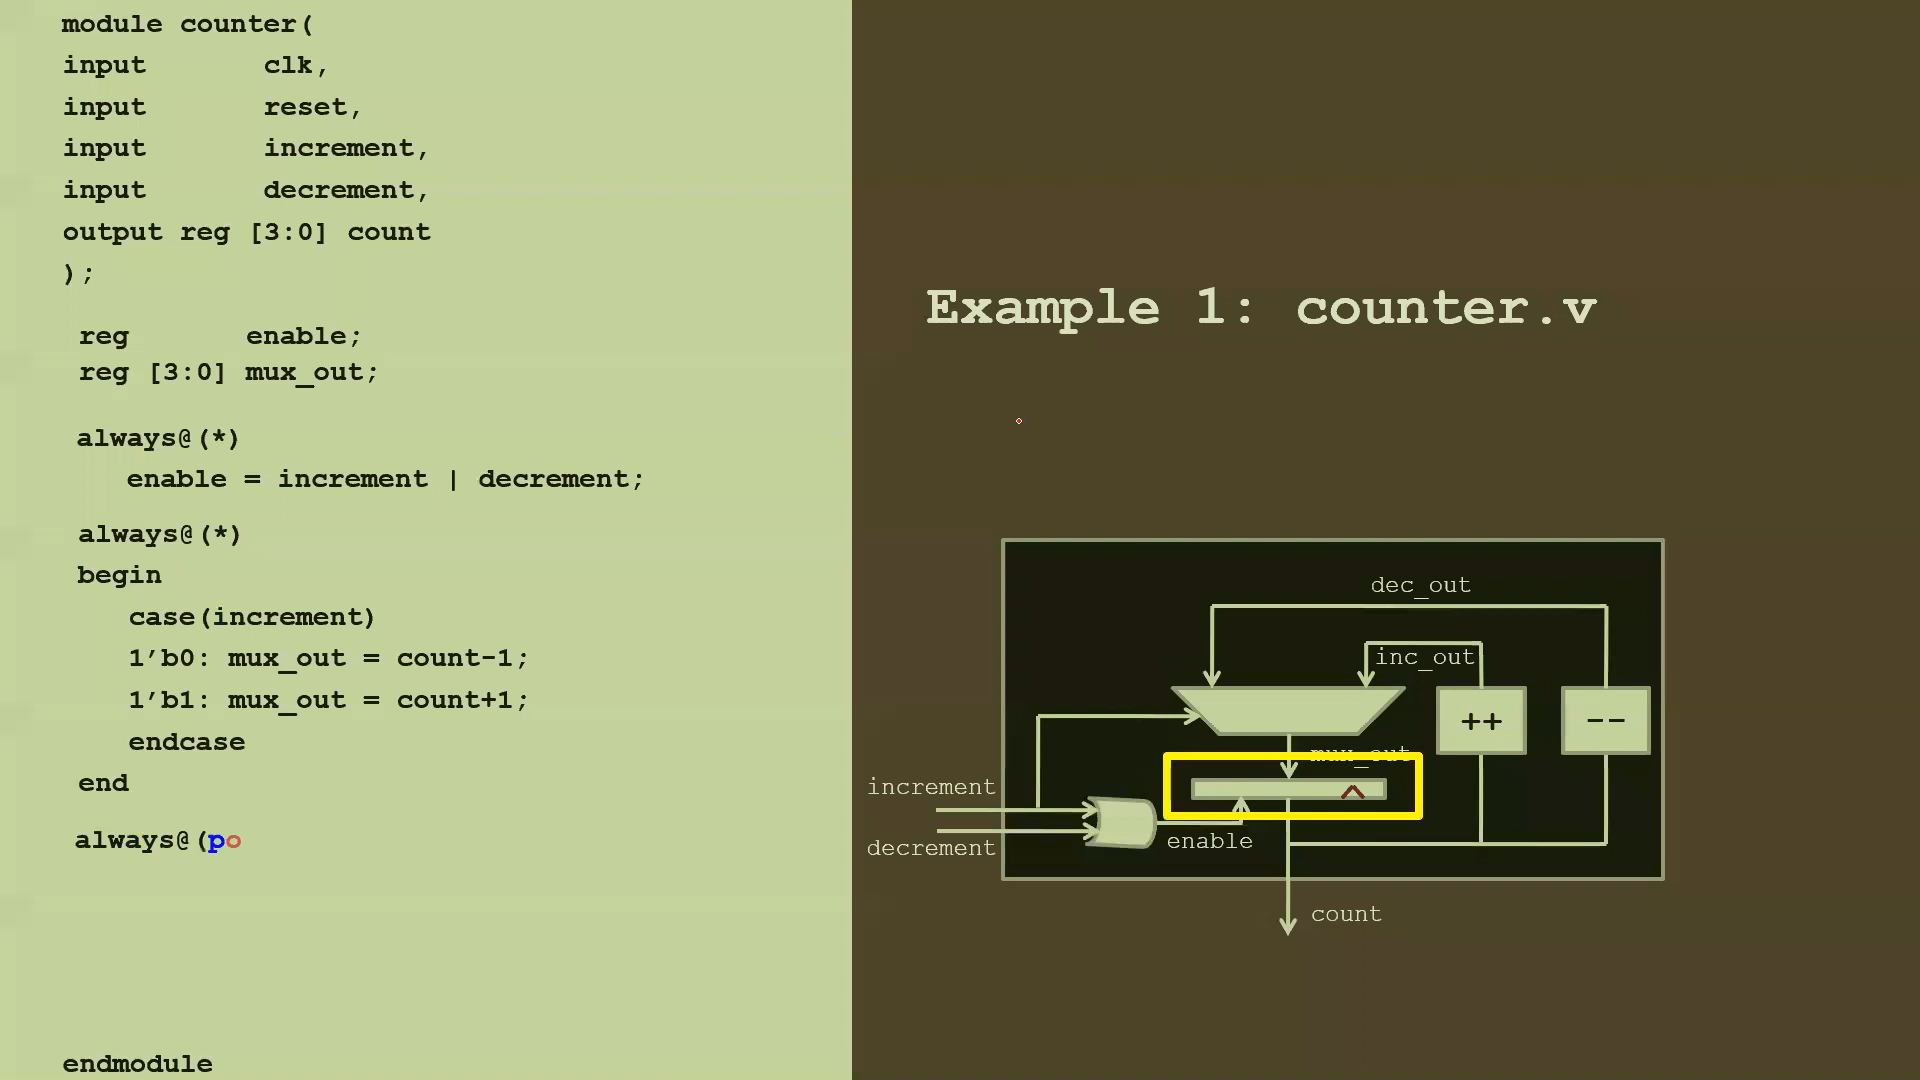 module counter(
input clk,
input reset,
input increment,
input decrement,
output reg [3:0] count
);
reg enable;
reg [3:0] mux_out;
always@(*)
enable = increment | decrement;
always@(*)
begin
case(increment)
1’b0: mux_out = count-1;
1’b1: mux_out = count+1;
endcase
end
always@(po
endmodule
Example 1: counter.v
dec_out
inc_out
++
--
mux_out
increment
decrement
enable
count